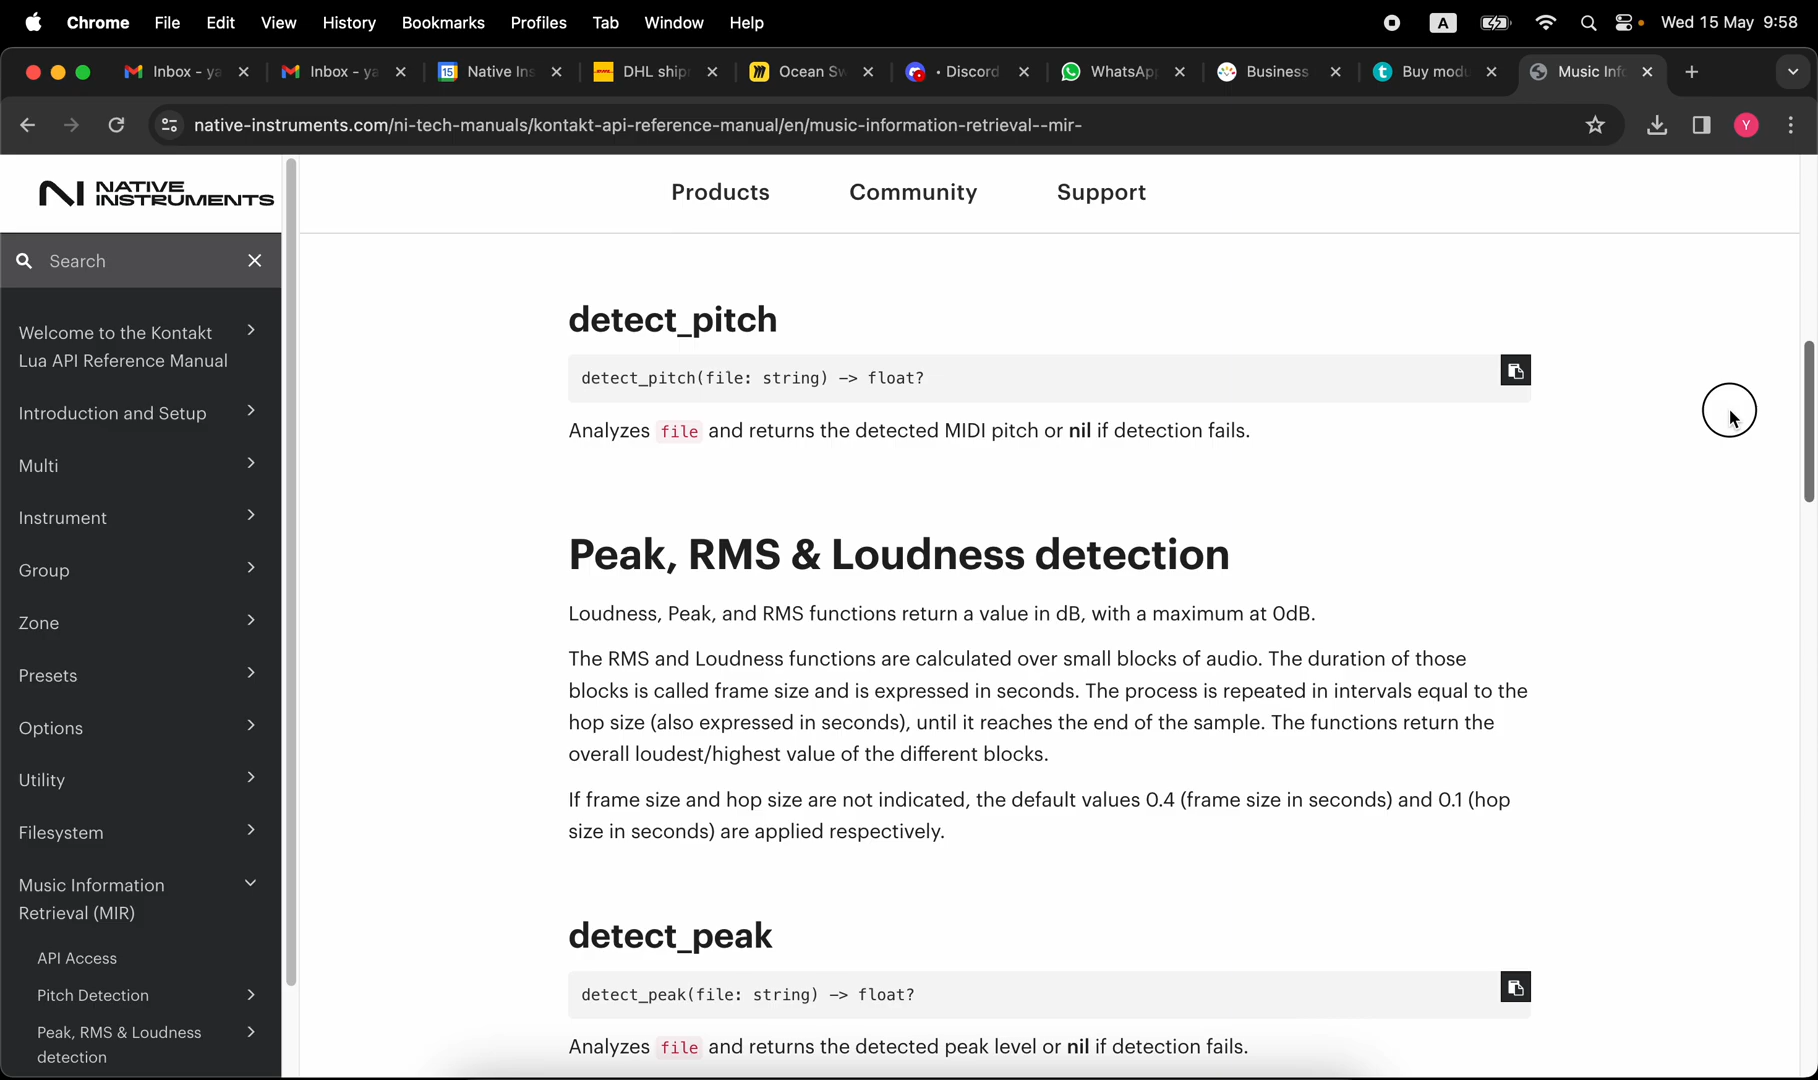 Chrome File Edit View History Bookmarks Profiles Tab Window Help A Wed 15 May 9:58
Inbox - ya Inbox - ya 15 Native Ins DHL ship Ocean Sw • Discord WhatsAp Business Buy modu Music Info
native-instruments.com/ni-tech-manuals/kontakt-api-reference-manual/en/music-information-retrieval--mir- Y
NATIVE
INSTRUMENTS
Products Community Support
Search
Welcome to the Kontakt
Lua API Reference Manual
Introduction and Setup
Multi
Instrument
Group
Zone
Presets
Options
Utility
Filesystem
Music Information
Retrieval (MIR)
API Access
Pitch Detection
Peak, RMS & Loudness
detection
detect_pitch
detect_pitch(file: string) -> float?
Analyzes file and returns the detected MIDI pitch or nil if detection fails.
Peak, RMS & Loudness detection
Loudness, Peak, and RMS functions return a value in dB, with a maximum at 0dB.
The RMS and Loudness functions are calculated over small blocks of audio. The duration of those
blocks is called frame size and is expressed in seconds. The process is repeated in intervals equal to the
hop size (also expressed in seconds), until it reaches the end of the sample. The functions return the
overall loudest/highest value of the different blocks.
If frame size and hop size are not indicated, the default values 0.4 (frame size in seconds) and 0.1 (hop
size in seconds) are applied respectively.
detect_peak
detect_peak(file: string) -> float?
Analyzes file and returns the detected peak level or nil if detection fails.